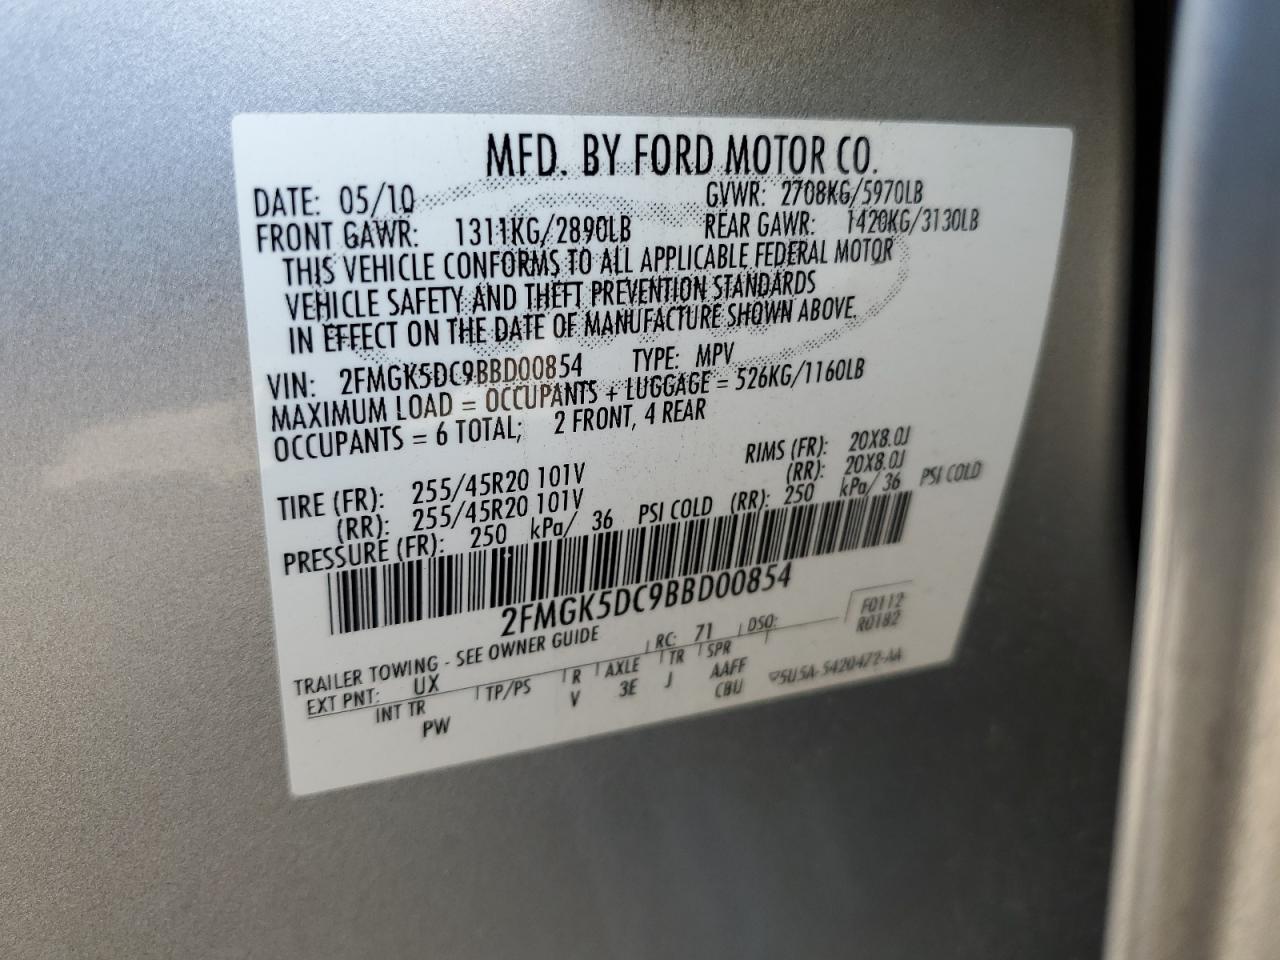 MFD. BY FORD MOTOR CO.
DATE: 05/10 GVWR: 2708KG/5970LB
FRONT GAWR: 1311KG/2890LB REAR GAWR: 1420KG/3130LB
THIS VEHICLE CONFORMS TO ALL APPLICABLE FEDERAL MOTOR
VEHICLE SAFETY AND THEFT PREVENTION STANDARDS
IN EFFECT ON THE DATE OF MANUFACTURE SHOWN ABOVE.
VIN: 2FMGK5DC9BBD00854 TYPE: MPV
MAXIMUM LOAD = OCCUPANTS + LUGGAGE = 526KG/1160LB
OCCUPANTS = 6 TOTAL; 2 FRONT, 4 REAR
TIRE (FR): 255/45R20 101V RIMS (FR): 20X8.0J
(RR): 255/45R20 101V (RR): 20X8.0J
PRESSURE (FR): 250 kPa/ 36 PSI COLD (RR): 250 kPa/ 36 PSI COLD
2FMGK5DC9BBD00854
TRAILER TOWING - SEE OWNER GUIDE
F0112
R0182
EXT PNT: UX RC: 71 DSO:
INT TR TP/PS R AXLE TR SPR
PW V 3E J AAFF
CBU
5U5A-5420472-AA